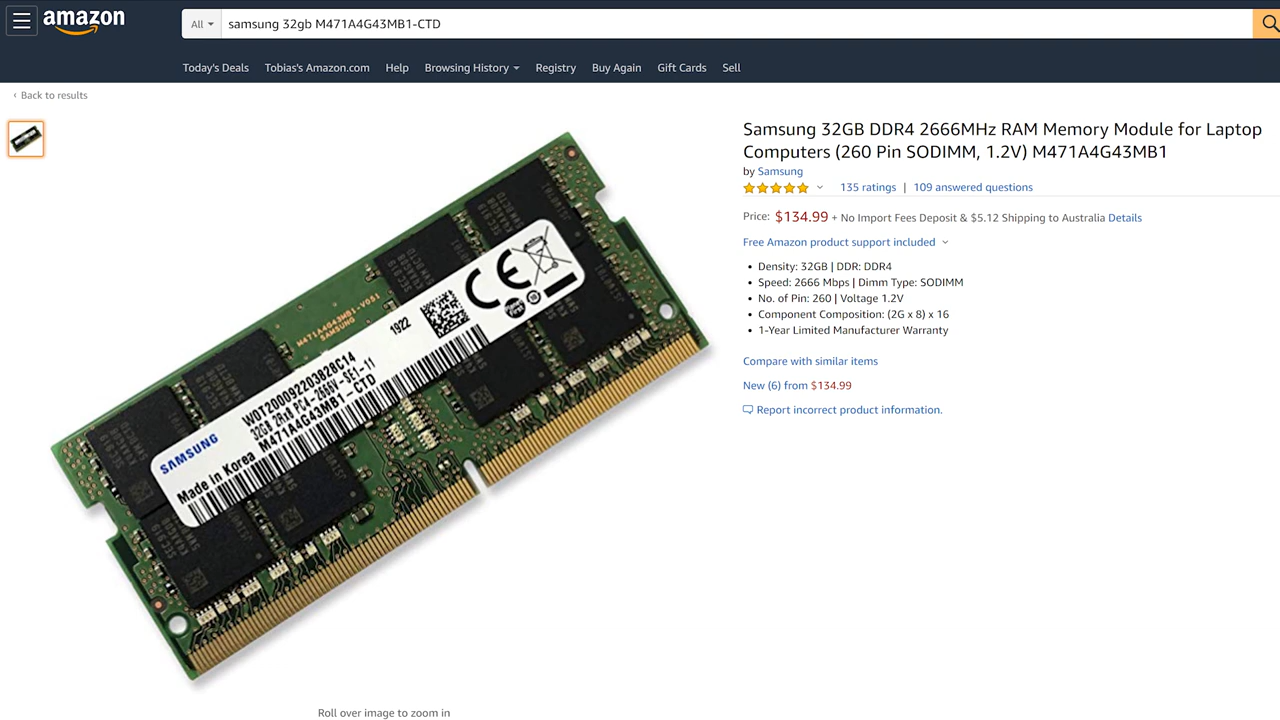 amazon
All
samsung 32gb M471A4G43MB1-CTD
Today's Deals
Tobias's Amazon.com
Help
Browsing History
Registry
Buy Again
Gift Cards
Sell
‹ Back to results
Samsung 32GB DDR4 2666MHz RAM Memory Module for Laptop
Computers (260 Pin SODIMM, 1.2V) M471A4G43MB1
by Samsung
135 ratings | 109 answered questions
Price: $134.99 + No Import Fees Deposit & $5.12 Shipping to Australia Details
Free Amazon product support included
• Density: 32GB | DDR: DDR4
• Speed: 2666 Mbps | Dimm Type: SODIMM
• No. of Pin: 260 | Voltage 1.2V
• Component Composition: (2G x 8) x 16
• 1-Year Limited Manufacturer Warranty
Compare with similar items
New (6) from $134.99
Report incorrect product information.
M471A4G43MB1-V0S1
SAMSUNG
1922
CE
SAMSUNG
W0T200092203828C14
32GB 2Rx8 PC4-2666V-SE1-11
M471A4G43MB1-CTD
Made in Korea
Roll over image to zoom in